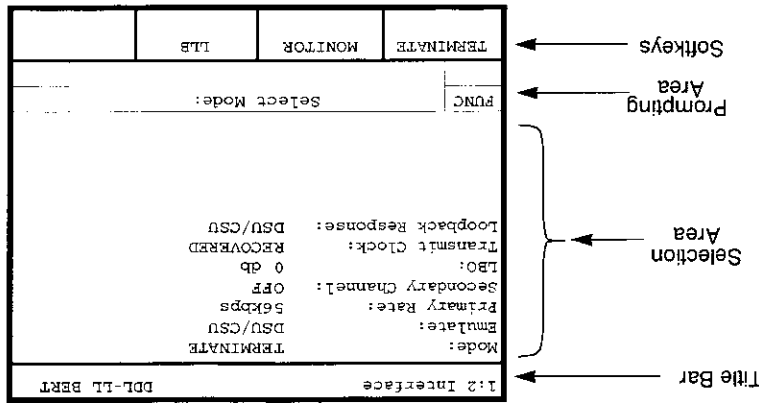 Title Bar
1:2 Interface DDL-LL BERT
Selection
Area
Mode: TERMINATE
Emulate: DSU/CSU
Primary Rate: 56kbps
Secondary Channel: OFF
LBO: 0 db
Transmit Clock: RECOVERED
Loopback Response: DSU/CSU
Prompting
Area
FUNC Select Mode:
Softkeys
TERMINATE MONITOR LLB